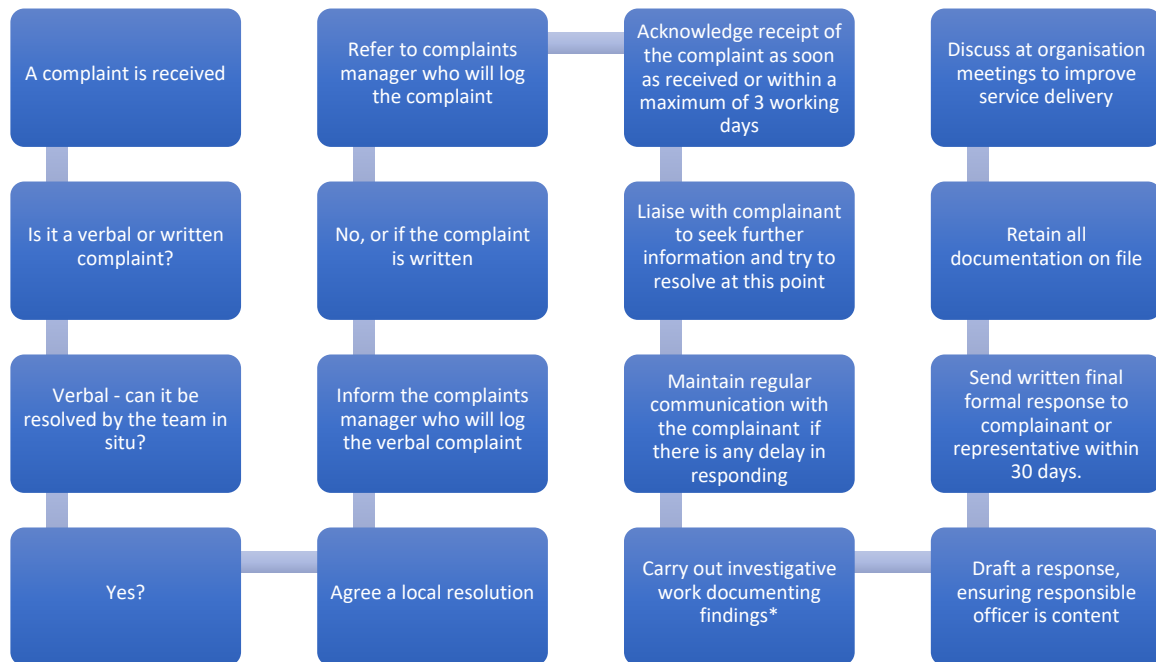 A complaint is received
Is it a verbal or written
complaint?
Verbal - can it be
resolved by the team in
situ?
Yes?
Agree a local resolution
Inform the complaints
manager who will log
the verbal complaint
No, or if the complaint
is written
Refer to complaints
manager who will log
the complaint
Acknowledge receipt of
the complaint as soon
as received or within a
maximum of 3 working
days
Liaise with complainant
to seek further
information and try to
resolve at this point
Maintain regular
communication with
the complainant if
there is any delay in
responding
Carry out investigative
work documenting
findings*
Draft a response,
ensuring responsible
officer is content
Send written final
formal response to
complainant or
representative within
30 days.
Retain all
documentation on file
Discuss at organisation
meetings to improve
service delivery